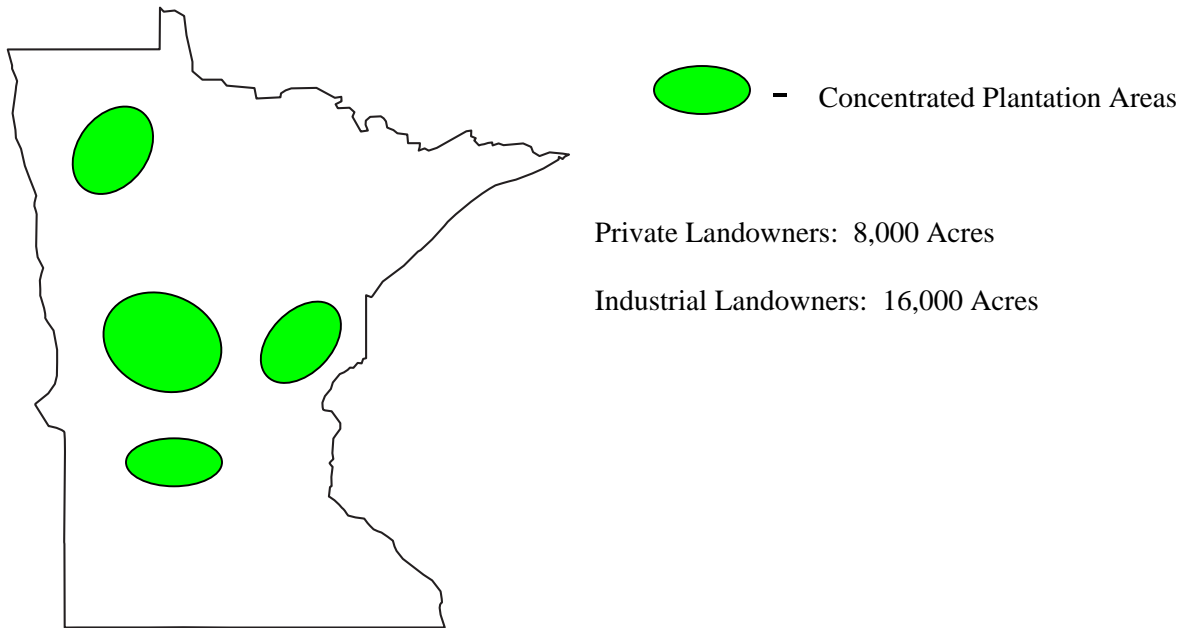 - Concentrated Plantation Areas
Private Landowners: 8,000 Acres
Industrial Landowners: 16,000 Acres